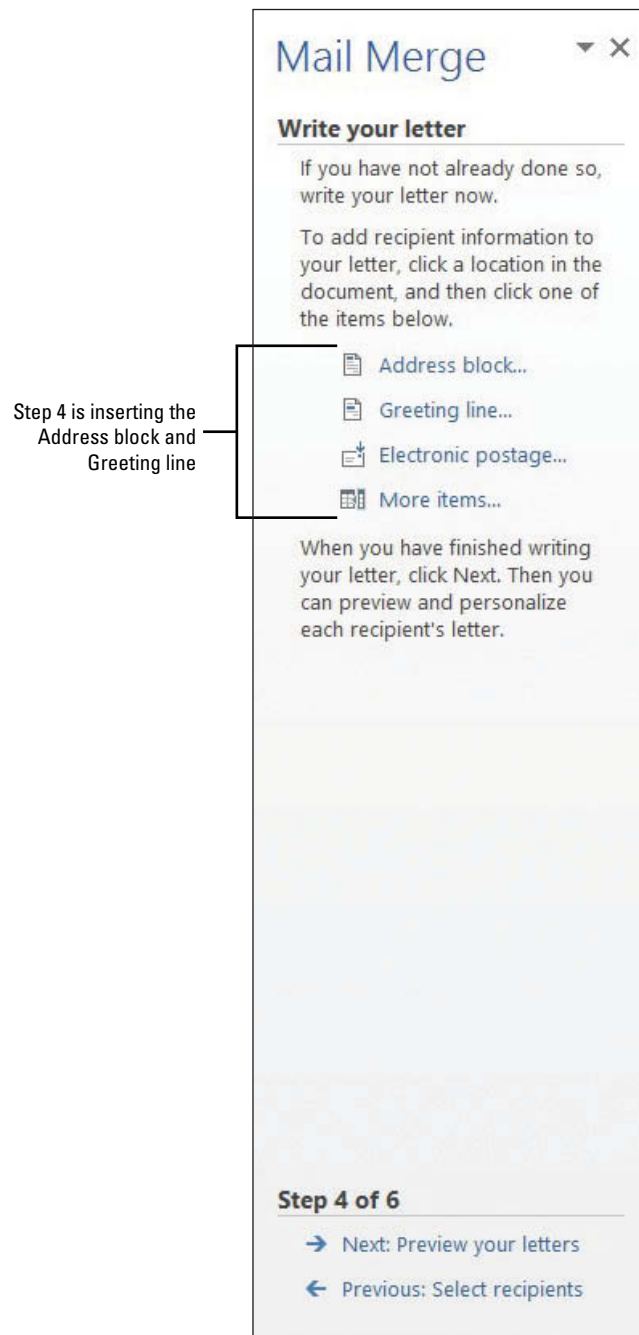 Mail Merge
Write your letter
If you have not already done so,
write your letter now.
To add recipient information to
your letter, click a location in the
document, and then click one of
the items below.
Address block...
Greeting line...
Electronic postage...
More items...
Step 4 is inserting the
Address block and
Greeting line
When you have finished writing
your letter, click Next. Then you
can preview and personalize
each recipient's letter.
Step 4 of 6
Next: Preview your letters
Previous: Select recipients